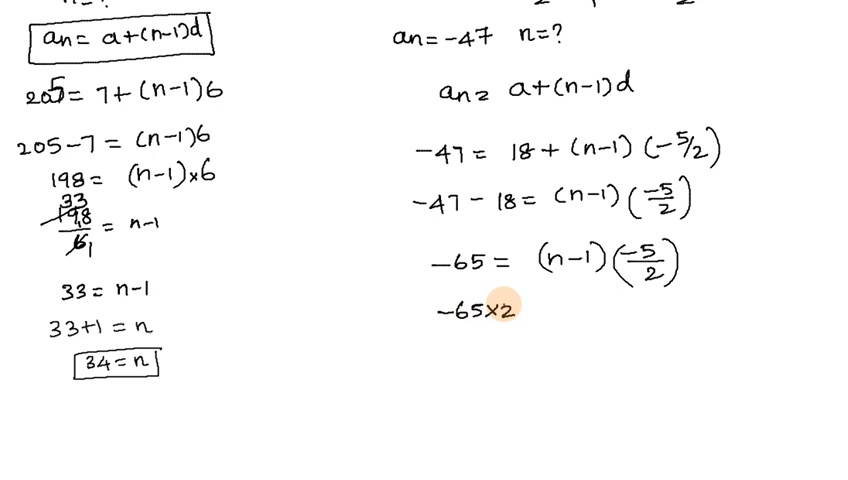 an = a+(n-1)d
205 = 7+(n-1)6
205-7 = (n-1)6
198 = (n-1)×6
33
198/6 1 = n-1
33 = n-1
33+1 = n
34 = n
an = -47 n=?
an = a+(n-1)d
-47 = 18+(n-1)(-5/2)
-47-18 = (n-1)(-5/2)
-65 = (n-1)(-5/2)
-65×2